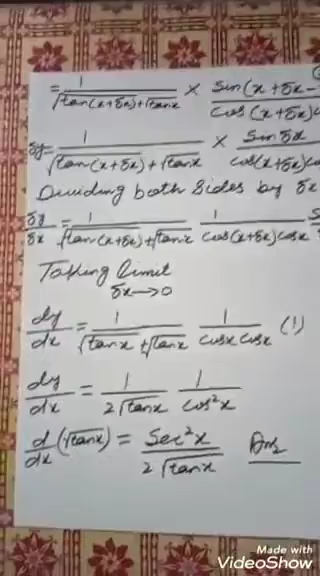 = 1/(√tan(x+δx)+√tanx) × sin(x+δx-/cos(x+δx)c
δy = 1/(√tan(x+δx)+√tanx) × sinδx/cos(x+δx)co
Dividing both sides by δx
δy/δx = 1/(√tan(x+δx)+√tanx) 1/(cos(x+δx)cosx) S
Taking limit
δx→0
dy/dx = 1/(√tanx+√tanx) 1/(cosx cosx) (1)
dy/dx = 1/(2√tanx) 1/cos²x
d/dx(√tanx) = Sec²x/(2√tanx) Ans
Made with
VideoShow